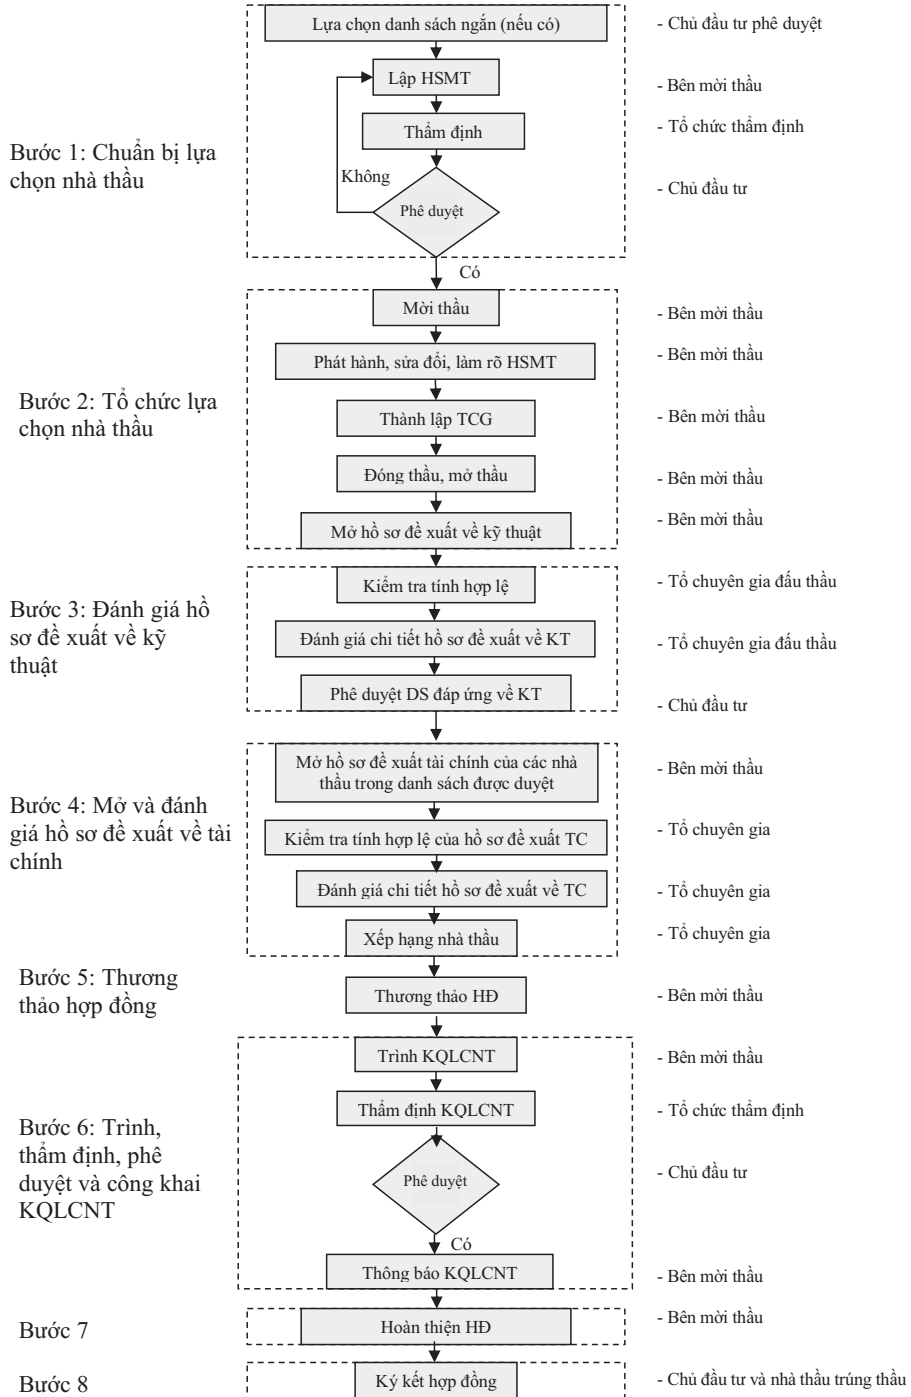 Lựa chọn danh sách ngắn (nếu có)
- Chủ đầu tư phê duyệt
Lập HSMT
- Bên mời thầu
Thẩm định
- Tổ chức thẩm định
Bước 1: Chuẩn bị lựa
chọn nhà thầu
Không
Phê duyệt
- Chủ đầu tư
Có
Mời thầu
- Bên mời thầu
Phát hành, sửa đổi, làm rõ HSMT
- Bên mời thầu
Bước 2: Tổ chức lựa
chọn nhà thầu
Thành lập TCG
- Bên mời thầu
Đóng thầu, mở thầu
- Bên mời thầu
Mở hồ sơ đề xuất về kỹ thuật
- Bên mời thầu
Kiểm tra tính hợp lệ
- Tổ chuyên gia đấu thầu
Bước 3: Đánh giá hồ
sơ đề xuất về kỹ
thuật
Đánh giá chi tiết hồ sơ đề xuất về KT
- Tổ chuyên gia đấu thầu
Phê duyệt DS đáp ứng về KT
- Chủ đầu tư
Mở hồ sơ đề xuất tài chính của các nhà
thầu trong danh sách được duyệt
- Bên mời thầu
Bước 4: Mở và đánh
giá hồ sơ đề xuất về tài
chính
Kiểm tra tính hợp lệ của hồ sơ đề xuất TC
- Tổ chuyên gia
Đánh giá chi tiết hồ sơ đề xuất về TC
- Tổ chuyên gia
Xếp hạng nhà thầu
- Tổ chuyên gia
Bước 5: Thương
thảo hợp đồng
Thương thảo HĐ
- Bên mời thầu
Trình KQLCNT
- Bên mời thầu
Thẩm định KQLCNT
- Tổ chức thẩm định
Bước 6: Trình,
thẩm định, phê
duyệt và công khai
KQLCNT
Phê duyệt
- Chủ đầu tư
Có
Thông báo KQLCNT
- Bên mời thầu
Bước 7
Hoàn thiện HĐ
- Bên mời thầu
Bước 8
Ký kết hợp đồng
- Chủ đầu tư và nhà thầu trúng thầu